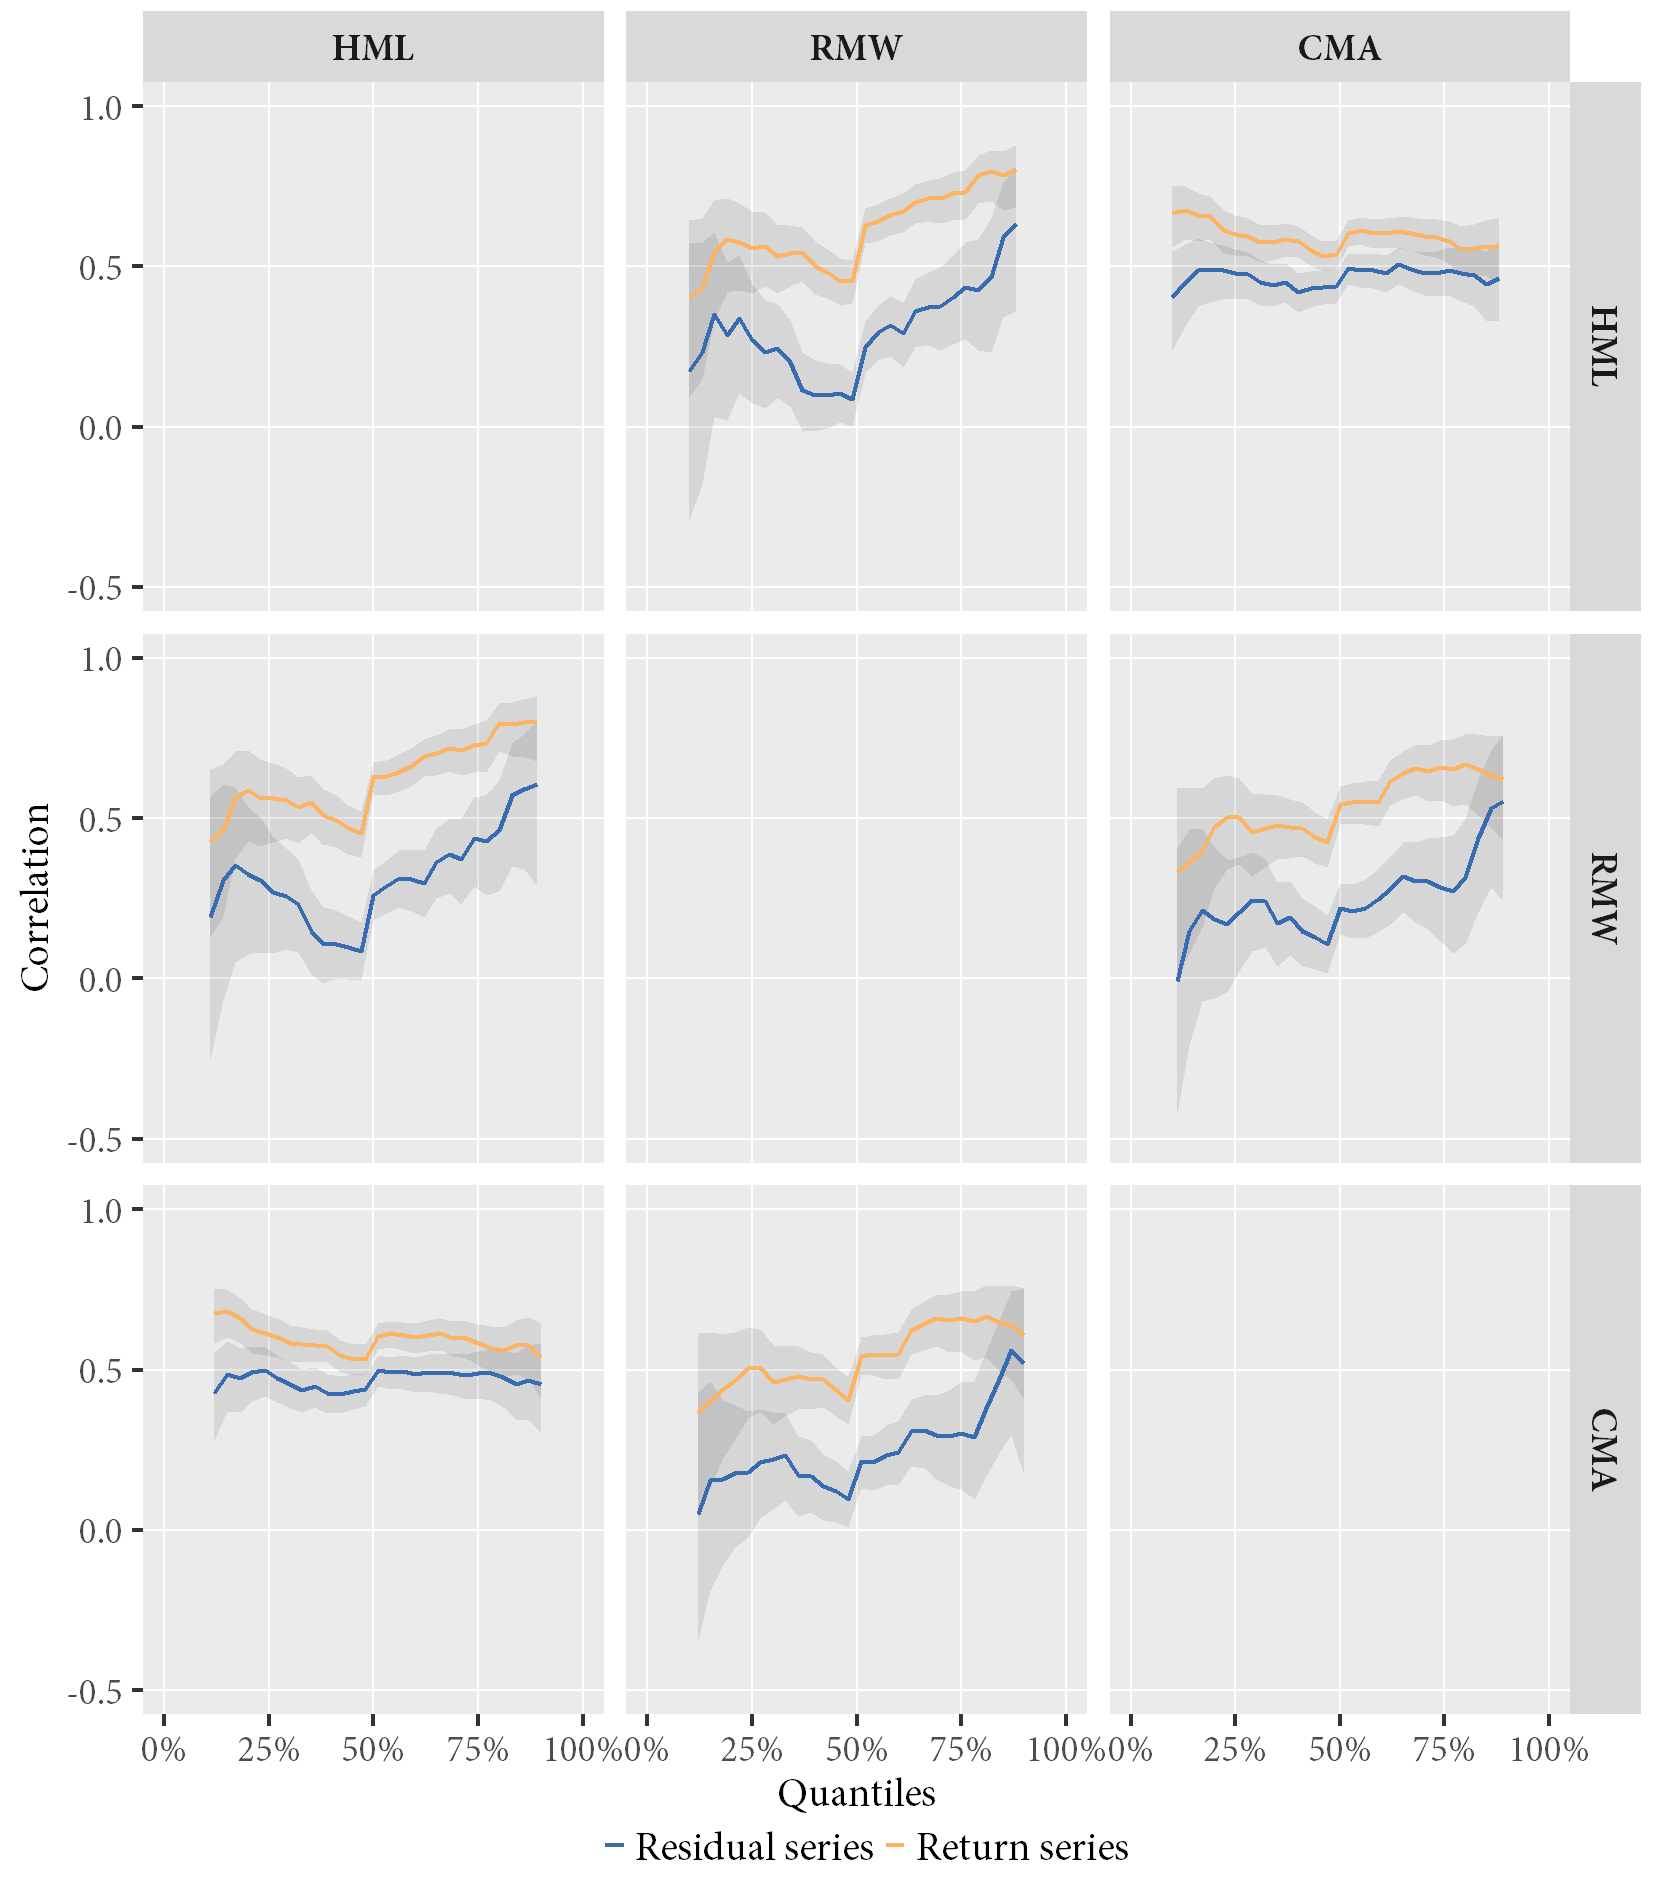 HML RMW CMA
1.0
0.5
0.0
-0.5
HML
1.0
0.5
0.0
-0.5
RMW
Correlation
1.0
0.5
0.0
-0.5
CMA
0% 25% 50% 75% 100% 0% 25% 50% 75% 100% 0% 25% 50% 75% 100%
Quantiles
Residual series Return series